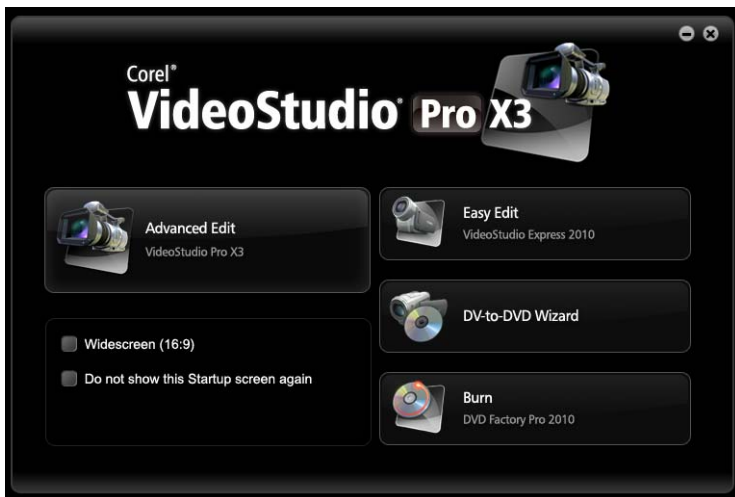 Corel®
VideoStudio® Pro X3
Advanced Edit
VideoStudio Pro X3
Widescreen (16:9)
Do not show this Startup screen again
Easy Edit
VideoStudio Express 2010
DV-to-DVD Wizard
Burn
DVD Factory Pro 2010